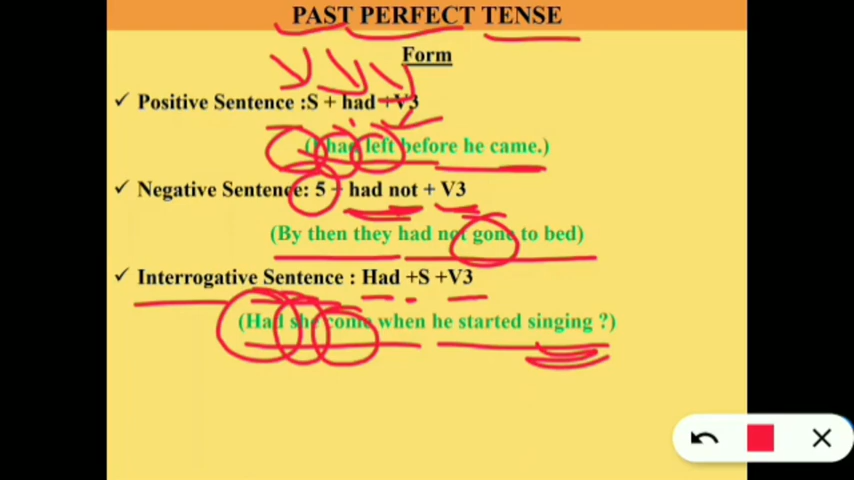 PAST PERFECT TENSE
Form
✓ Positive Sentence :S + had +V3
(I had left before he came.)
✓ Negative Sentence: 5 + had not + V3
(By then they had not gone to bed)
✓ Interrogative Sentence : Had +S +V3
(Had she come when he started singing ?)